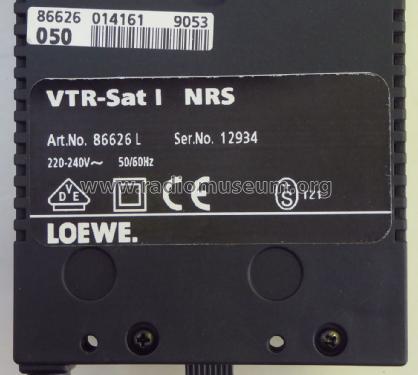 86626 014161 9053
050
VTR-Sat I NRS
Art.No. 86626 L Ser.No. 12934
220-240V~ 50/60Hz
www.radiomuseum.org
VDE CE S 121
LOEWE.